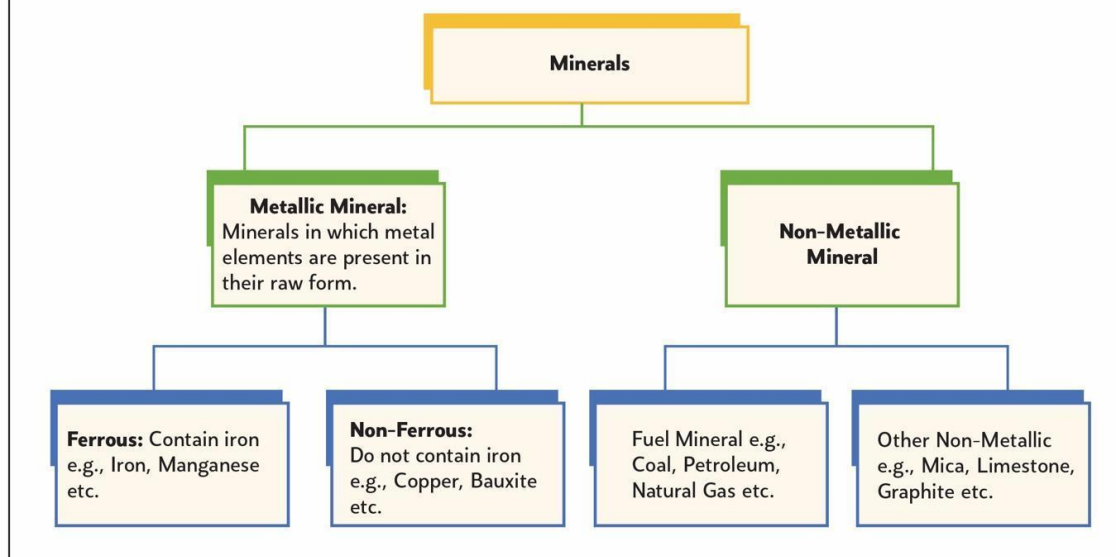 Minerals
Metallic Mineral:
Minerals in which metal
elements are present in
their raw form.
Non-Metallic
Mineral
Ferrous: Contain iron
e.g., Iron, Manganese
etc.
Non-Ferrous:
Do not contain iron
e.g., Copper, Bauxite
etc.
Fuel Mineral e.g.,
Coal, Petroleum,
Natural Gas etc.
Other Non-Metallic
e.g., Mica, Limestone,
Graphite etc.